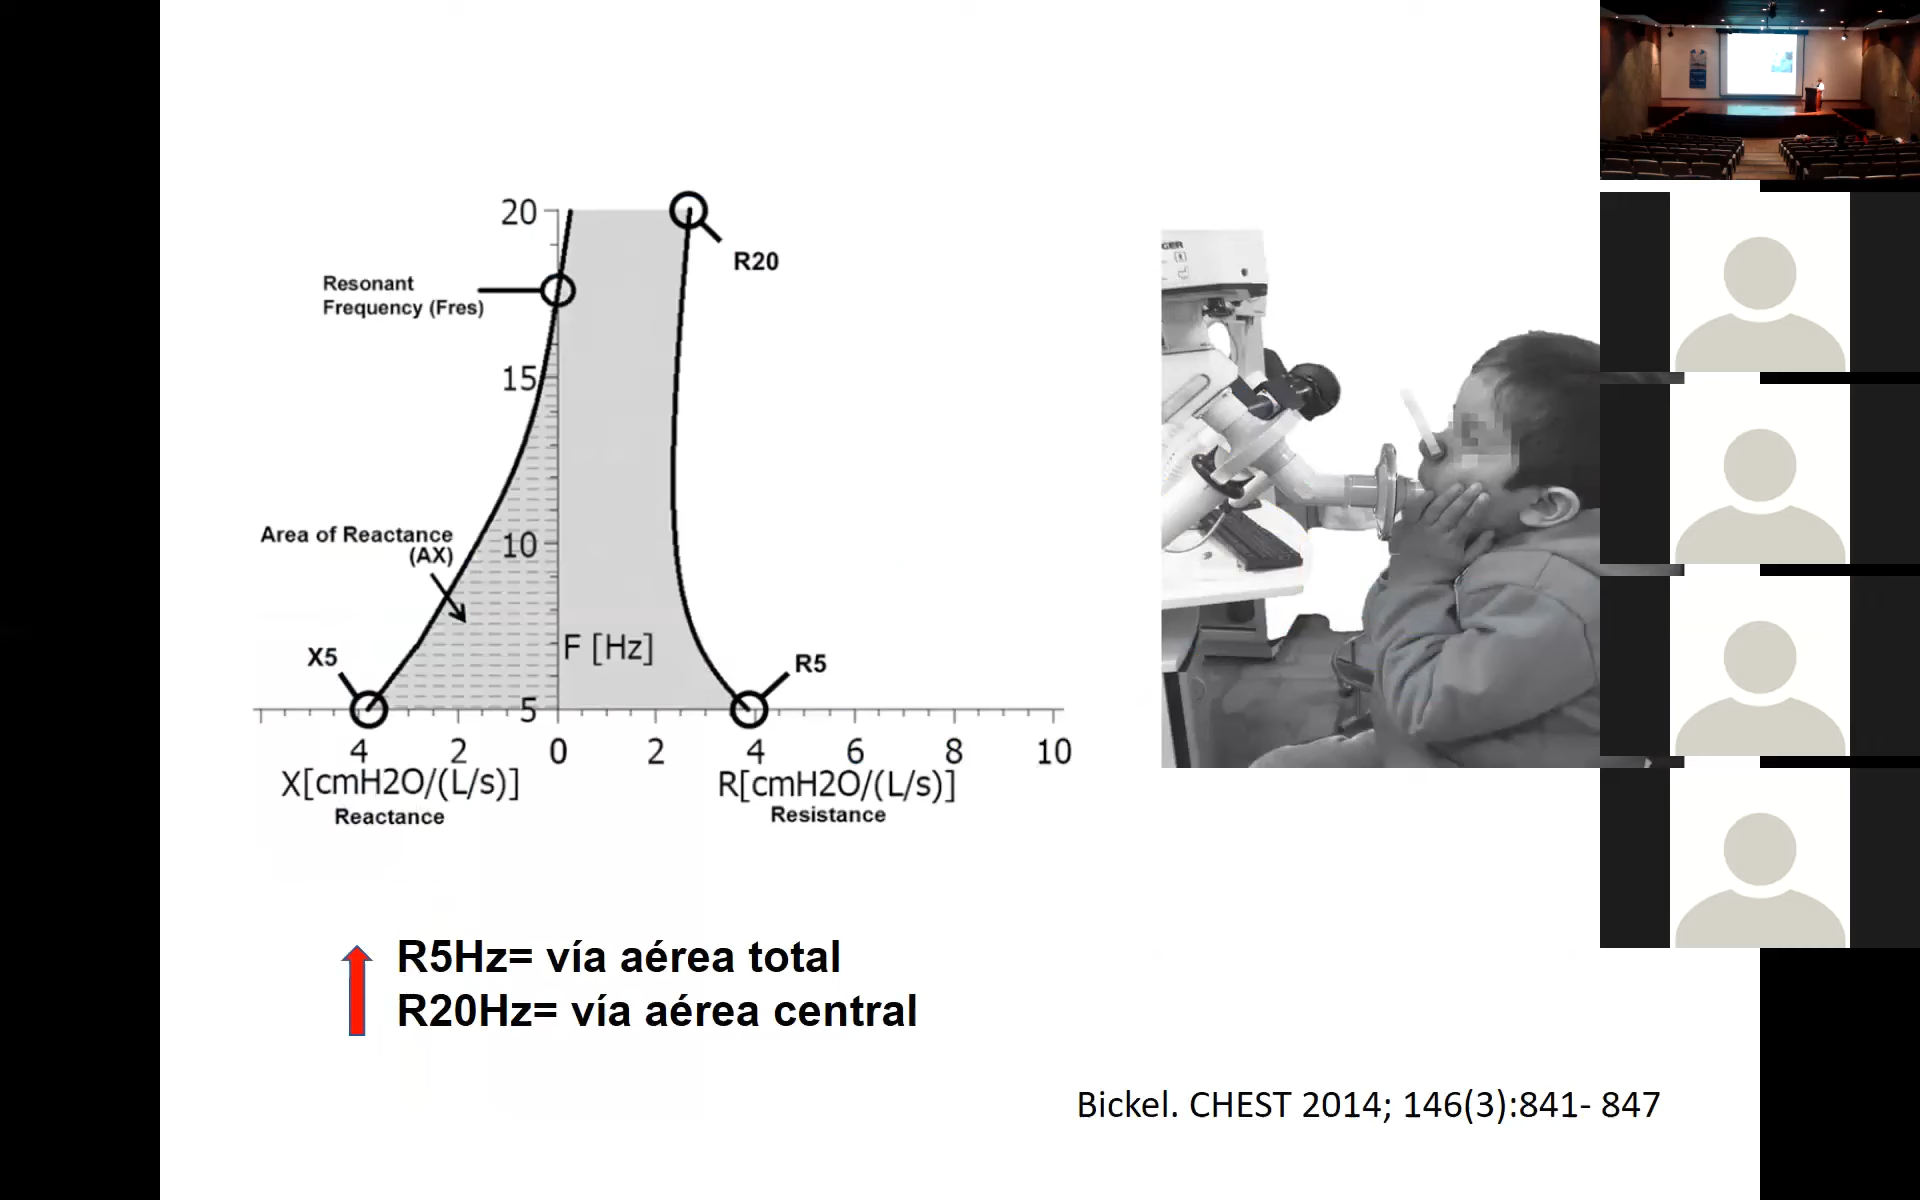 20
R20
Resonant
Frequency (Fres)
15
Area of Reactance
(AX)
10
F [Hz]
X5
R5
5
4 2 0 2 4 6 8 10
X[cmH2O/(L/s)]
R[cmH2O/(L/s)]
Reactance
Resistance
R5Hz= vía aérea total
R20Hz= vía aérea central
Bickel. CHEST 2014; 146(3):841- 847